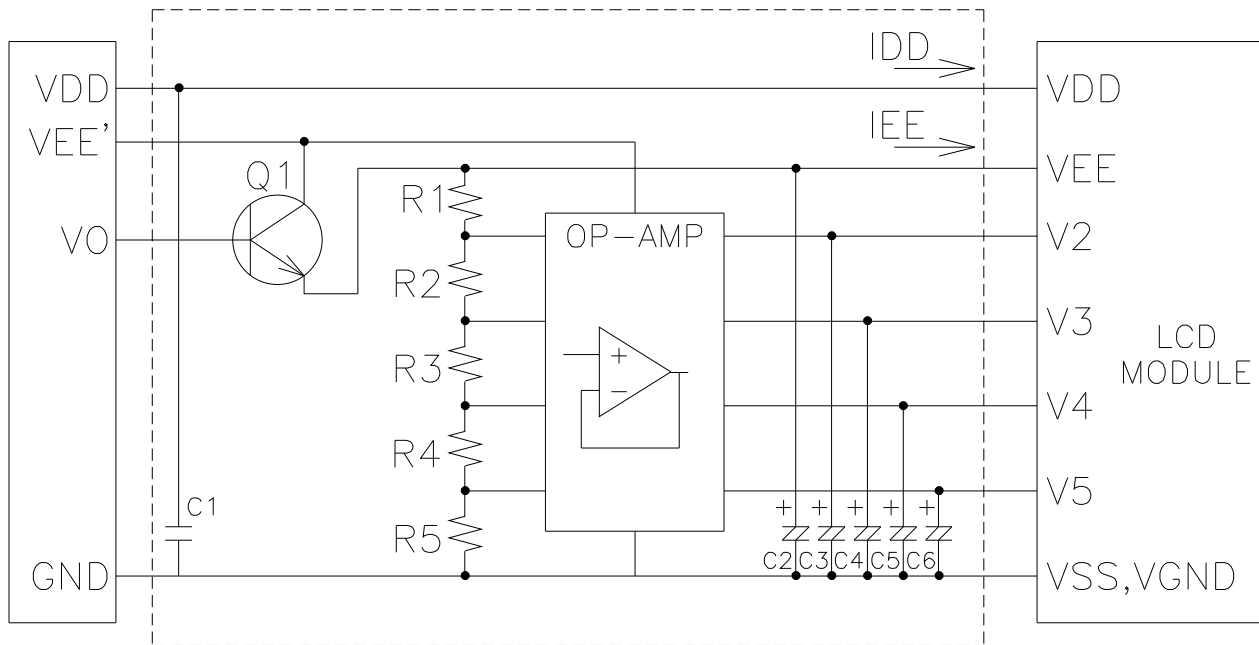 IDD
VDD
VDD
VEE'
IEE
VEE
Q1
R1
VO
OP-AMP
V2
R2
V3
R3
+
−
LCD
MODULE
V4
R4
V5
C1
+
+
+
+
+
R5
C2
C3
C4
C5
C6
GND
VSS,VGND